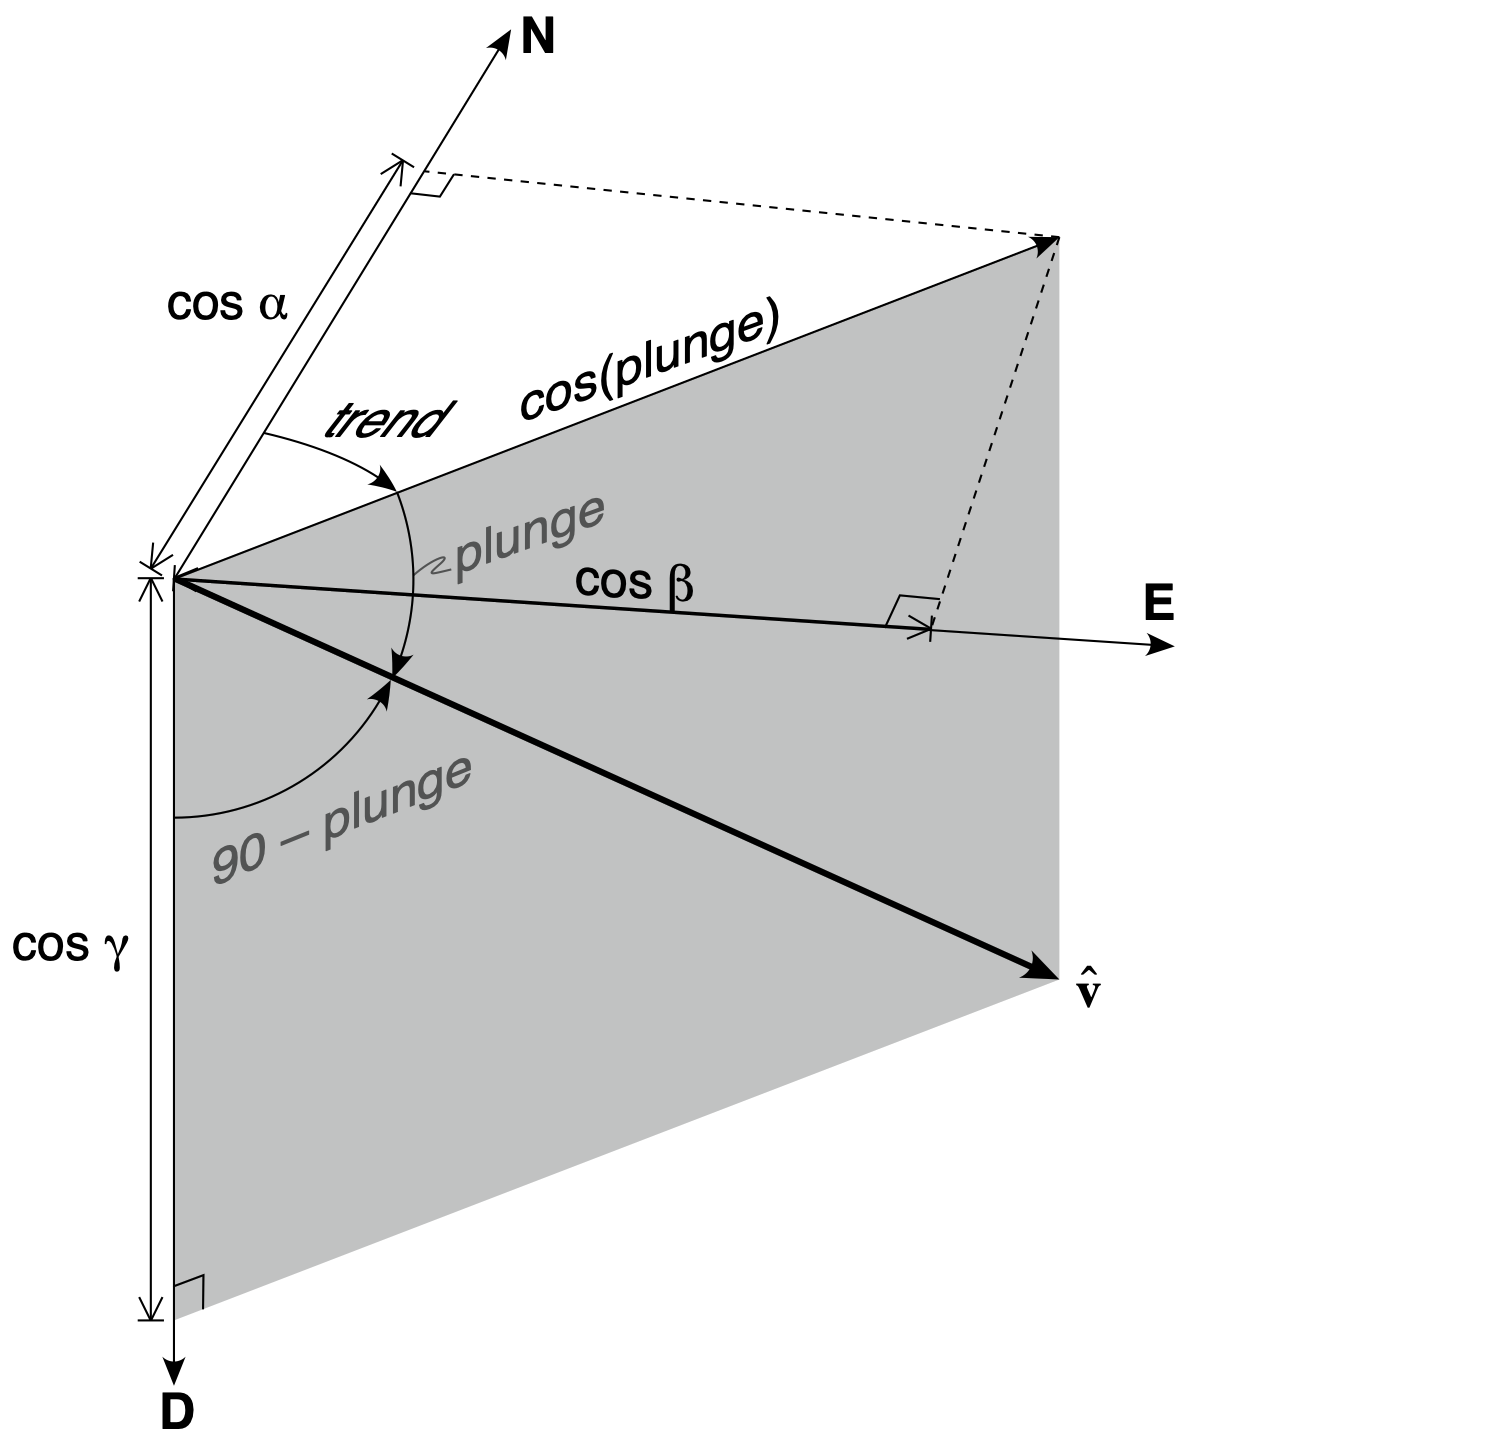 N
cos α
cos(plunge)
trend
plunge
cos β
E
90 – plunge
cos γ
v̂
D